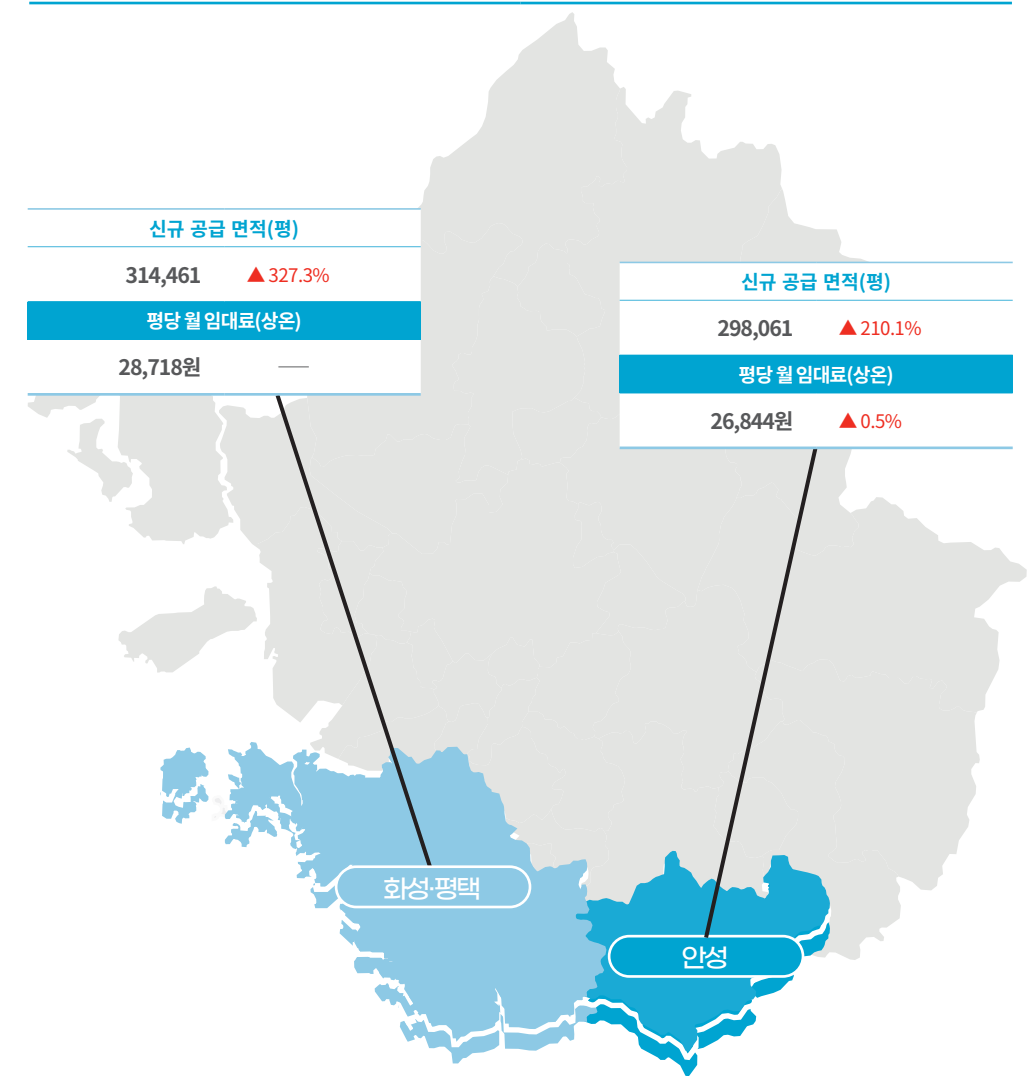 신규 공급 면적(평)
314,461 ▲327.3%
평당 월 임대료(상온)
28,718원 —
신규 공급 면적(평)
298,061 ▲210.1%
평당 월 임대료(상온)
26,844원 ▲0.5%
화성·평택
안성